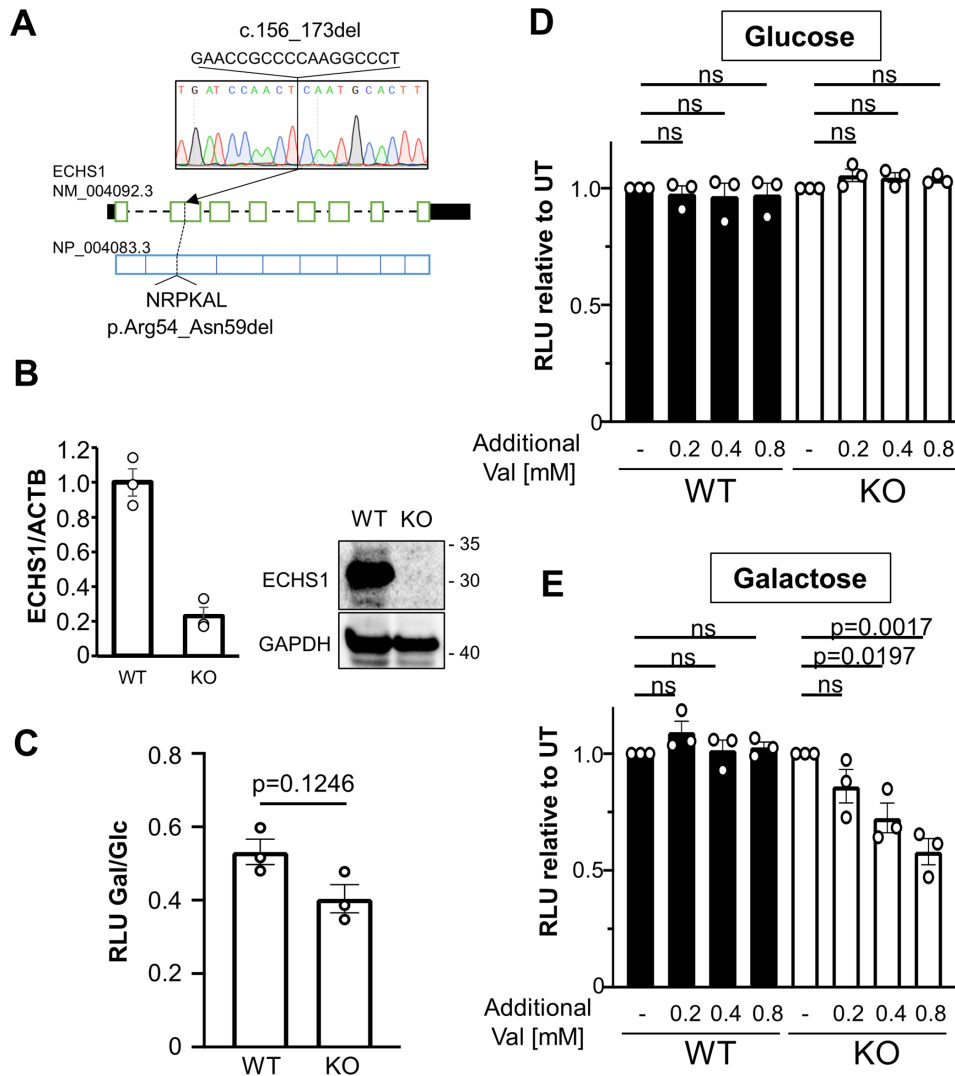 A
c.156_173del
GAACCGCCCCAAGGCCCT
T G A T C C A A C T C A A T G C A C T T
ECHS1
NM_004092.3
NP_004083.3
NRPKAL
p.Arg54_Asn59del
B
ECHS1/ACTB
1.2
1.0
0.8
0.6
0.4
0.2
0
WT KO
WT KO
ECHS1
GAPDH
- 35
- 30
- 40
C
RLU Gal/Glc
0.8
0.6
0.4
0.2
0
p=0.1246
WT KO
D
Glucose
ns
ns
ns
ns
ns
ns
RLU relative to UT
1.0
0.5
0
Additional
Val [mM]
- 0.2 0.4 0.8 - 0.2 0.4 0.8
WT KO
E
Galactose
ns
ns
ns
p=0.0017
p=0.0197
ns
RLU relative to UT
1.0
0.5
0
Additional
Val [mM]
- 0.2 0.4 0.8 - 0.2 0.4 0.8
WT KO